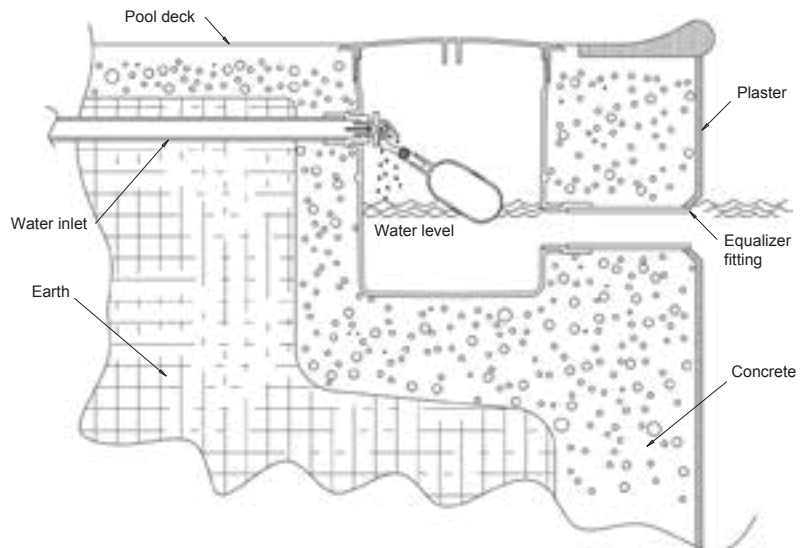 Pool deck
Plaster
Water inlet
Water level
Equalizer
fitting
Earth
Concrete